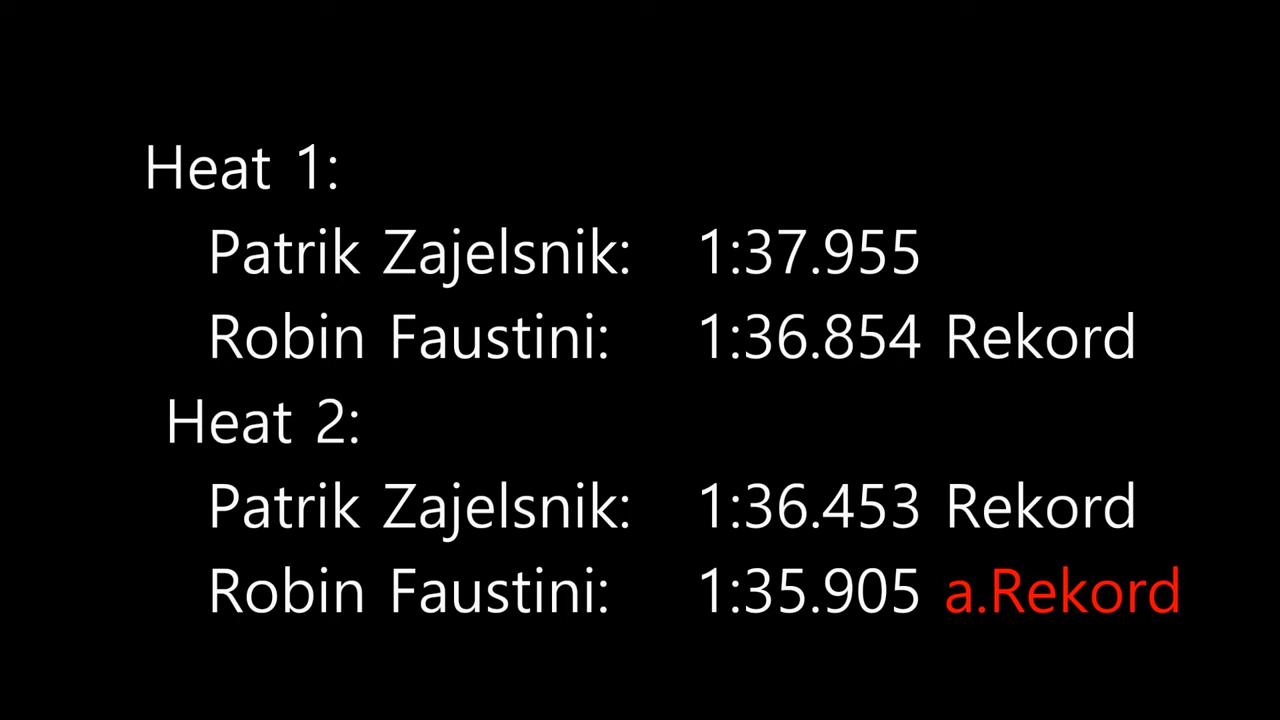 Heat 1:
Patrik Zajelsnik: 1:37.955
Robin Faustini: 1:36.854 Rekord
Heat 2:
Patrik Zajelsnik: 1:36.453 Rekord
Robin Faustini: 1:35.905 a.Rekord